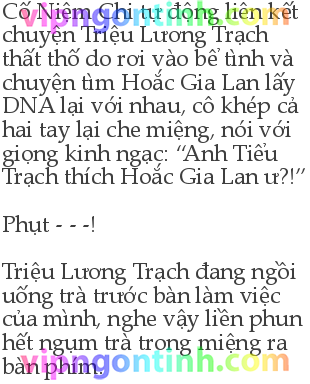 Cố Niệm Chi tự động liên kết
vipngontinh.com
chuyện Triệu Lương Trạch
thất thố do rơi vào bể tình và
chuyện tìm Hoắc Gia Lan lấy
DNA lại với nhau, cô khép cả
hai tay lại che miệng, nói với
giọng kinh ngạc: “Anh Tiểu
Trạch thích Hoắc Gia Lan ư?!”
Phụt - - -!
Triệu Lương Trạch đang ngồi
uống trà trước bàn làm việc
của mình, nghe vậy liền phun
hết ngụm trà trong miệng ra
bàn phím.
vipngontinh.com